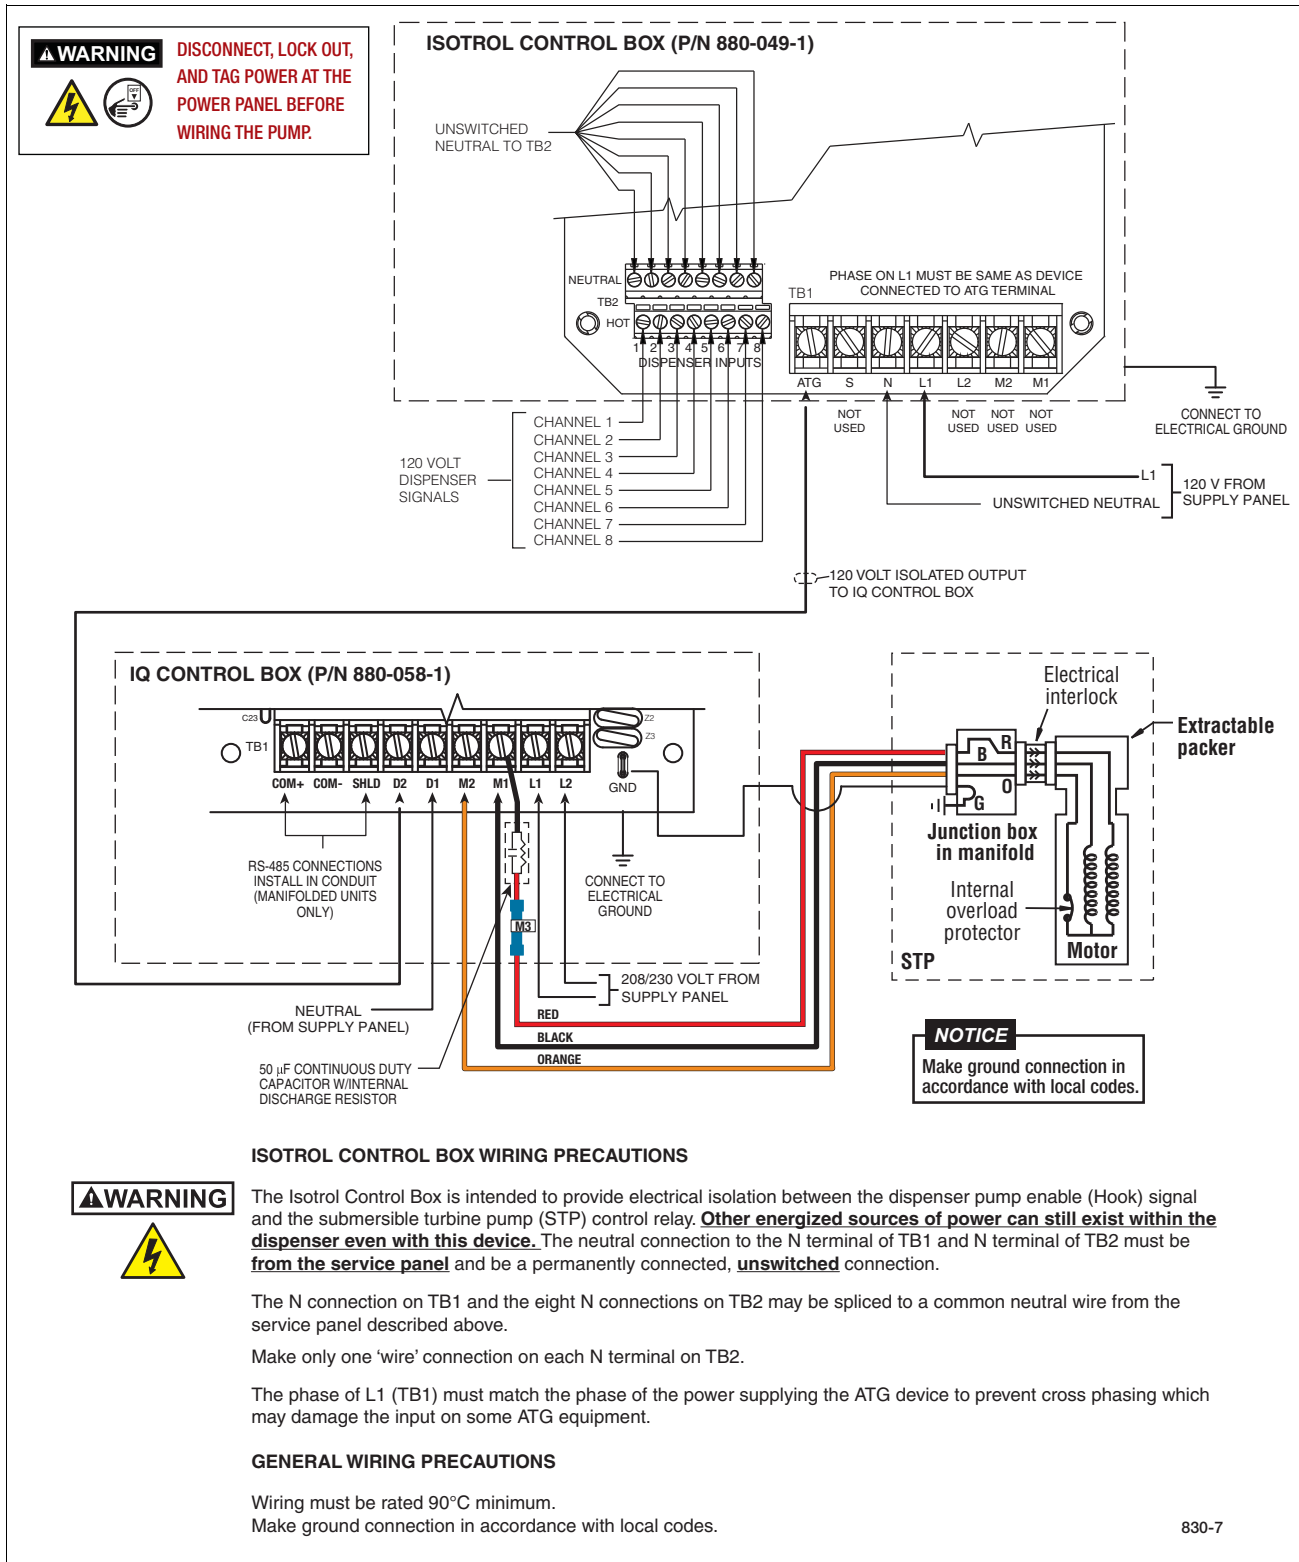 WARNING
DISCONNECT, LOCK OUT,
AND TAG POWER AT THE
POWER PANEL BEFORE
WIRING THE PUMP.
OFF
ISOTROL CONTROL BOX (P/N 880-049-1)
UNSWITCHED
NEUTRAL TO TB2
NEUTRAL
TB2
HOT
1 2 3 4 5 6 7 8
DISPENSER INPUTS
PHASE ON L1 MUST BE SAME AS DEVICE
CONNECTED TO ATG TERMINAL
TB1
ATG S N L1 L2 M2 M1
NOT
USED
NOT
USED
NOT
USED
NOT
USED
CONNECT TO
ELECTRICAL GROUND
120 VOLT
DISPENSER
SIGNALS
CHANNEL 1
CHANNEL 2
CHANNEL 3
CHANNEL 4
CHANNEL 5
CHANNEL 6
CHANNEL 7
CHANNEL 8
L1
UNSWITCHED NEUTRAL
120 V FROM
SUPPLY PANEL
120 VOLT ISOLATED OUTPUT
TO IQ CONTROL BOX
IQ CONTROL BOX (P/N 880-058-1)
C23
TB1
Z2
Z3
COM+ COM- SHLD D2 D1 M2 M1 L1 L2
GND
RS-485 CONNECTIONS
INSTALL IN CONDUIT
(MANIFOLDED UNITS
ONLY)
CONNECT TO
ELECTRICAL
GROUND
M3
208/230 VOLT FROM
SUPPLY PANEL
NEUTRAL
(FROM SUPPLY PANEL)
50 µF CONTINUOUS DUTY
CAPACITOR W/INTERNAL
DISCHARGE RESISTOR
RED
BLACK
ORANGE
Electrical
interlock
Extractable
packer
R
B
O
G
Junction box
in manifold
Internal
overload
protector
Motor
STP
NOTICE
Make ground connection in
accordance with local codes.
ISOTROL CONTROL BOX WIRING PRECAUTIONS
WARNING
The Isotrol Control Box is intended to provide electrical isolation between the dispenser pump enable (Hook) signal
and the submersible turbine pump (STP) control relay. Other energized sources of power can still exist within the
dispenser even with this device. The neutral connection to the N terminal of TB1 and N terminal of TB2 must be
from the service panel and be a permanently connected, unswitched connection.
The N connection on TB1 and the eight N connections on TB2 may be spliced to a common neutral wire from the
service panel described above.
Make only one ‘wire’ connection on each N terminal on TB2.
The phase of L1 (TB1) must match the phase of the power supplying the ATG device to prevent cross phasing which
may damage the input on some ATG equipment.
GENERAL WIRING PRECAUTIONS
Wiring must be rated 90°C minimum.
Make ground connection in accordance with local codes.
830-7